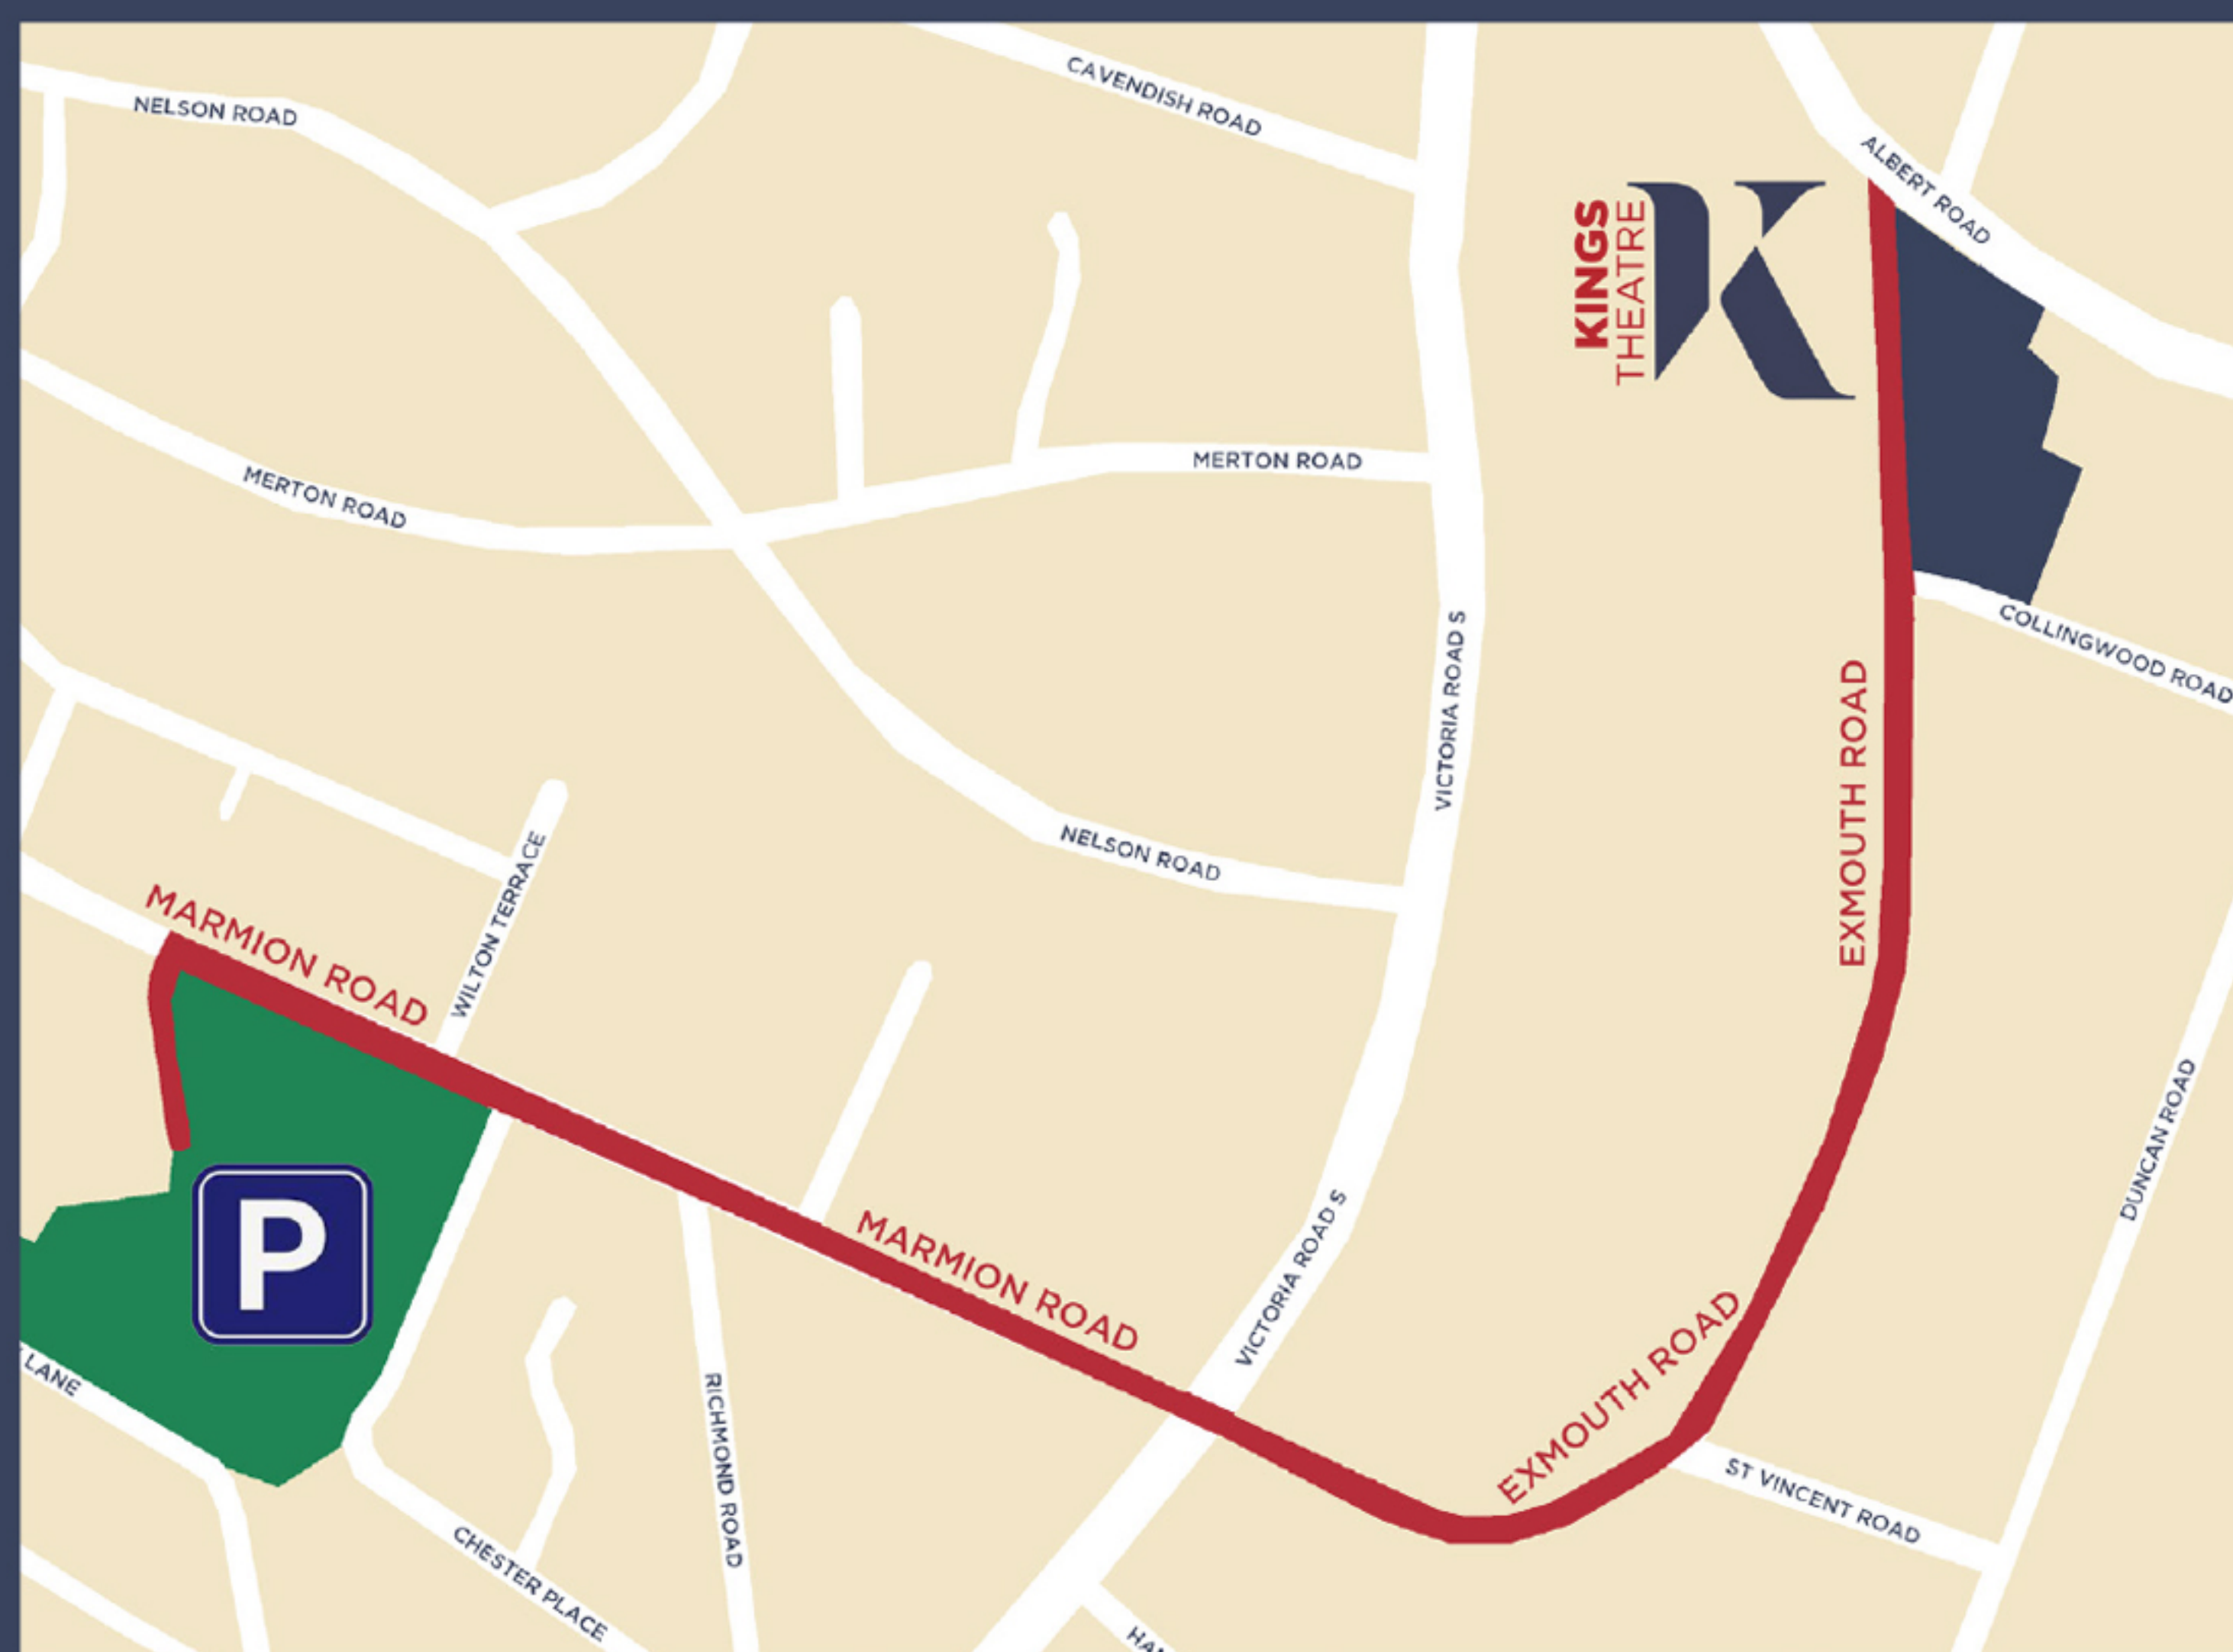 NELSON ROAD
CAVENDISH ROAD
ALBERT ROAD
KINGS
THEATRE
K
MERTON ROAD
MERTON ROAD
COLLINGWOOD ROAD
VICTORIA ROAD S
EXMOUTH ROAD
NELSON ROAD
WILTON TERRACE
MARMION ROAD
DUNCAN ROAD
P
MARMION ROAD
VICTORIA ROAD S
EXMOUTH ROAD
LANE
RICHMOND ROAD
ST VINCENT ROAD
CHESTER PLACE